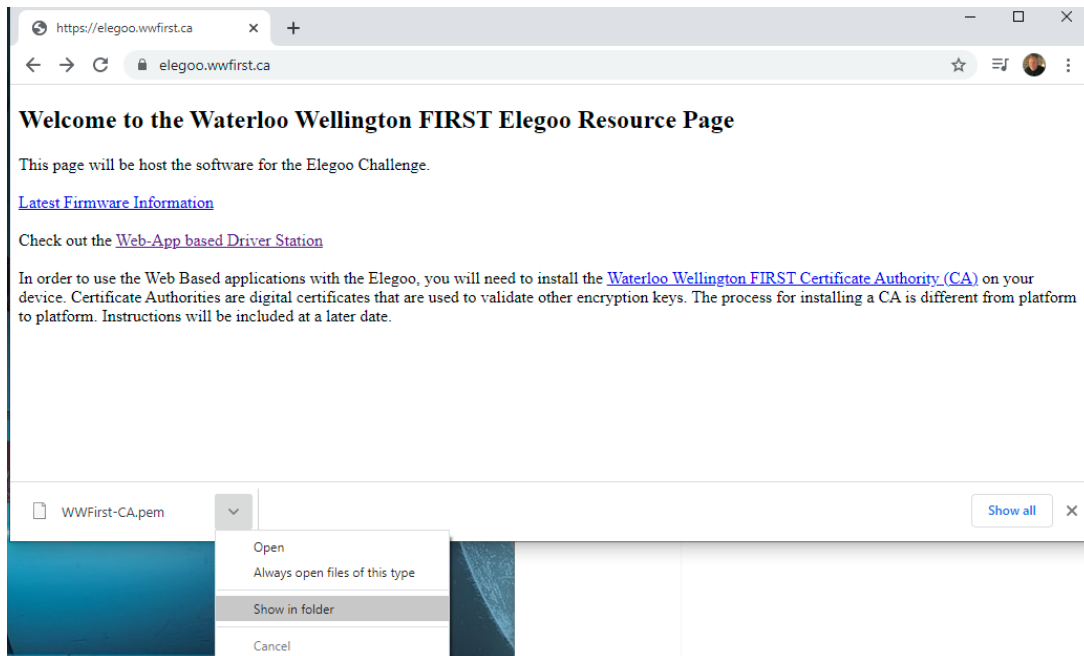 https://elegoo.wwfirst.ca
elegoo.wwfirst.ca
Welcome to the Waterloo Wellington FIRST Elegoo Resource Page
This page will be host the software for the Elegoo Challenge.
Latest Firmware Information
Check out the Web-App based Driver Station
In order to use the Web Based applications with the Elegoo, you will need to install the Waterloo Wellington FIRST Certificate Authority (CA) on your
device. Certificate Authorities are digital certificates that are used to validate other encryption keys. The process for installing a CA is different from platform
to platform. Instructions will be included at a later date.
WWFirst-CA.pem
Show all
Open
Always open files of this type
Show in folder
Cancel